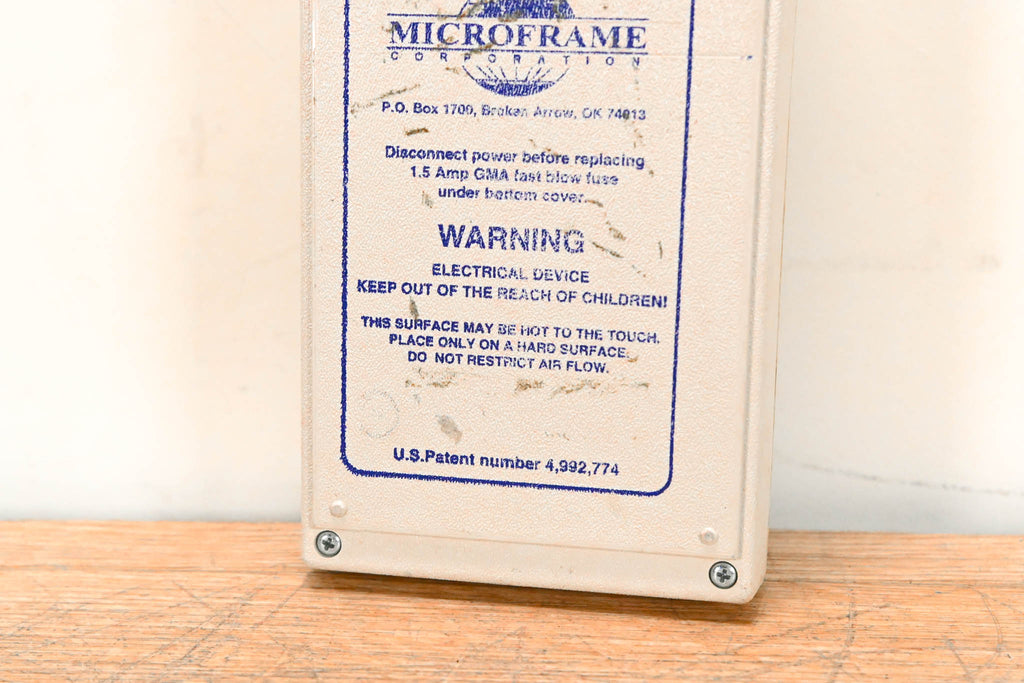 MICROFRAME
CORPORATION
P.O. Box 1700, Broken Arrow, OK 74013
Disconnect power before replacing
1.5 Amp GMA fast blow fuse
under bottom cover.
WARNING
ELECTRICAL DEVICE
KEEP OUT OF THE REACH OF CHILDREN!
THIS SURFACE MAY BE HOT TO THE TOUCH.
PLACE ONLY ON A HARD SURFACE.
DO NOT RESTRICT AIR FLOW.
U.S.Patent number 4,992,774